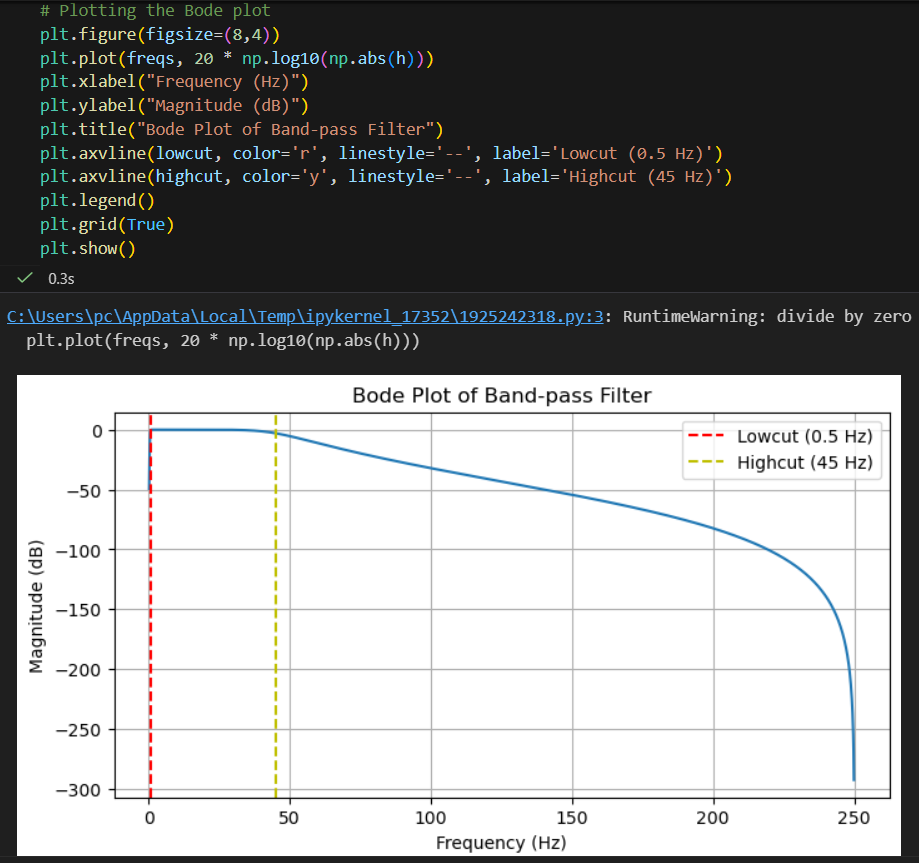 # Plotting the Bode plot
plt.figure(figsize=(8,4))
plt.plot(freqs, 20 * np.log10(np.abs(h)))
plt.xlabel("Frequency (Hz)")
plt.ylabel("Magnitude (dB)")
plt.title("Bode Plot of Band-pass Filter")
plt.axvline(lowcut, color='r', linestyle='--', label='Lowcut (0.5 Hz)')
plt.axvline(highcut, color='y', linestyle='--', label='Highcut (45 Hz)')
plt.legend()
plt.grid(True)
plt.show()
0.3s
C:\Users\pc\AppData\Local\Temp\ipykernel_17352\1925242318.py:3: RuntimeWarning: divide by zero
plt.plot(freqs, 20 * np.log10(np.abs(h)))
Bode Plot of Band-pass Filter
Lowcut (0.5 Hz)
Highcut (45 Hz)
Magnitude (dB)
0
−50
−100
−150
−200
−250
−300
0 50 100 150 200 250
Frequency (Hz)